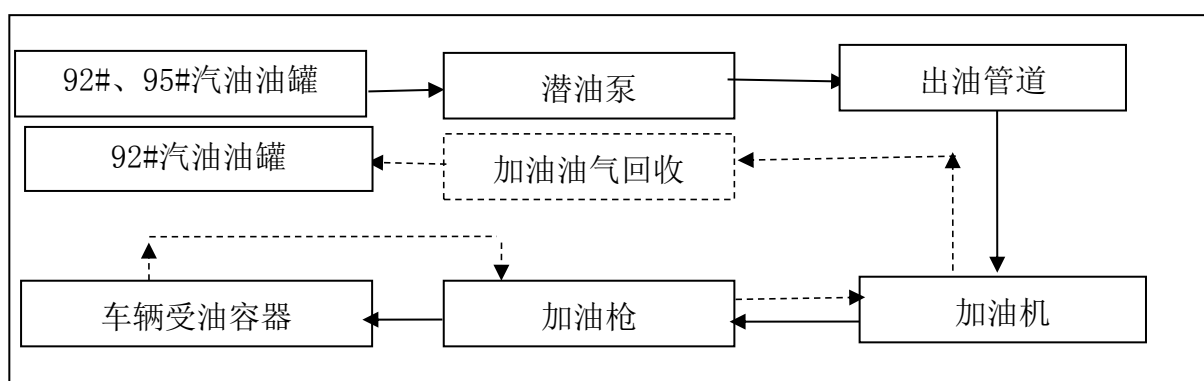 92#、95#汽油油罐
潜油泵
出油管道
92#汽油油罐
加油油气回收
车辆受油容器
加油枪
加油机